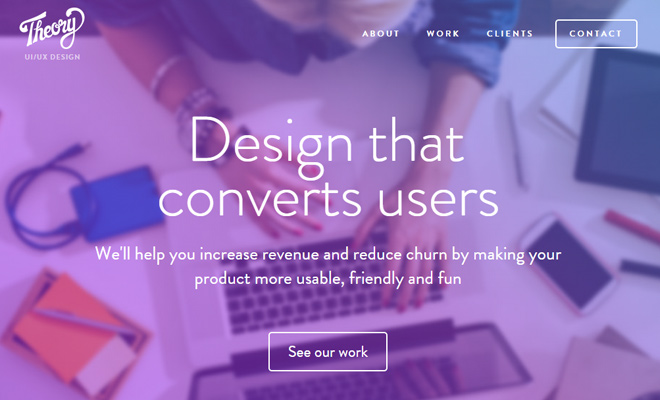 Theory
UI/UX DESIGN
ABOUT
WORK
CLIENTS
CONTACT
Design that
converts users
We'll help you increase revenue and reduce churn by making your
product more usable, friendly and fun
See our work